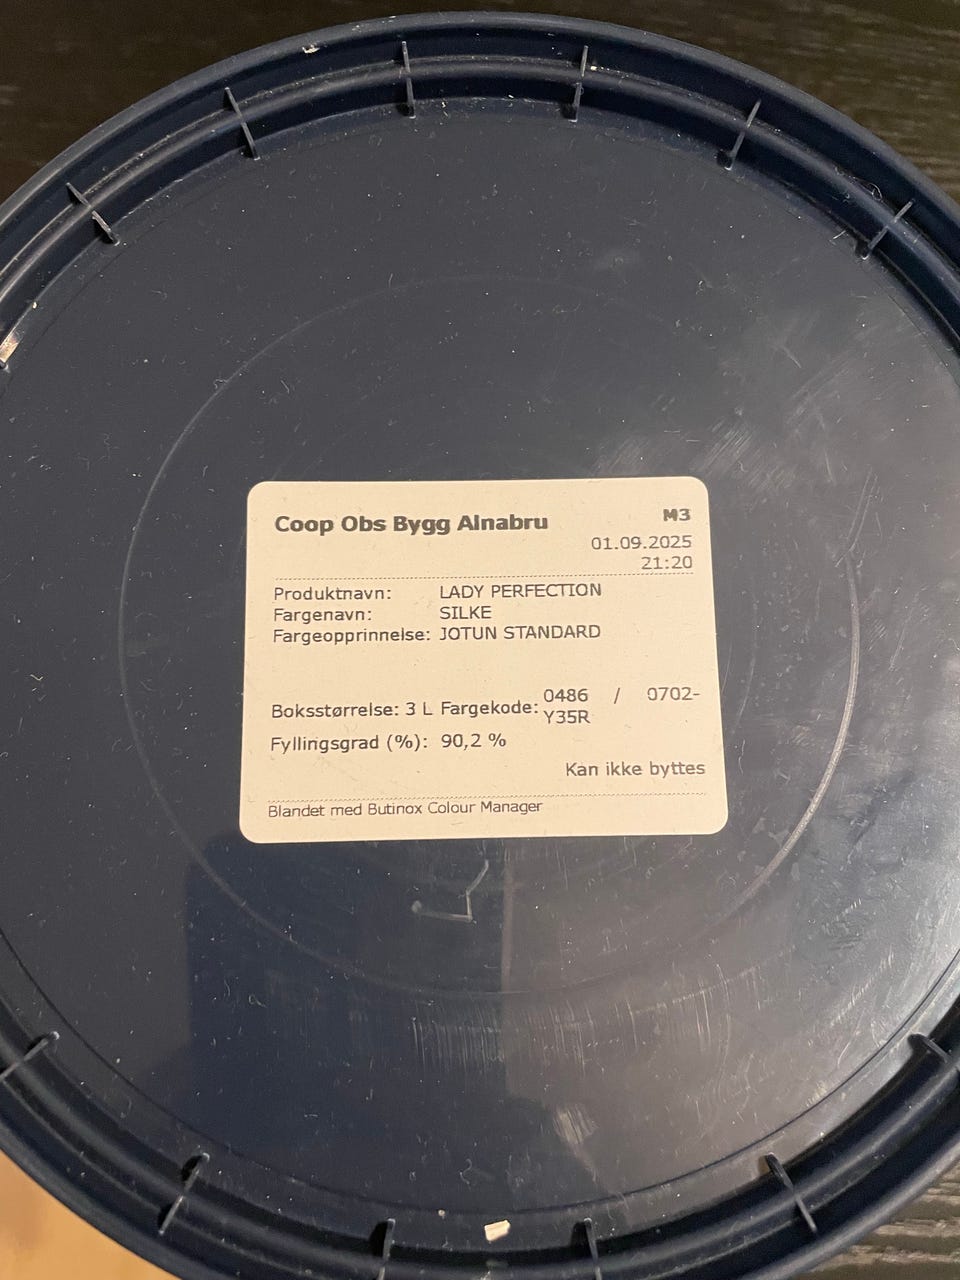 Coop Obs Bygg Alnabru M3
01.09.2025
21:20
Produktnavn: LADY PERFECTION
Fargenavn: SILKE
Fargeopprinnelse: JOTUN STANDARD
Boksstørrelse: 3 L Fargekode: 0486 / 0702-
Y35R
Fyllingsgrad (%): 90,2 %
Kan ikke byttes
Blandet med Butinox Colour Manager